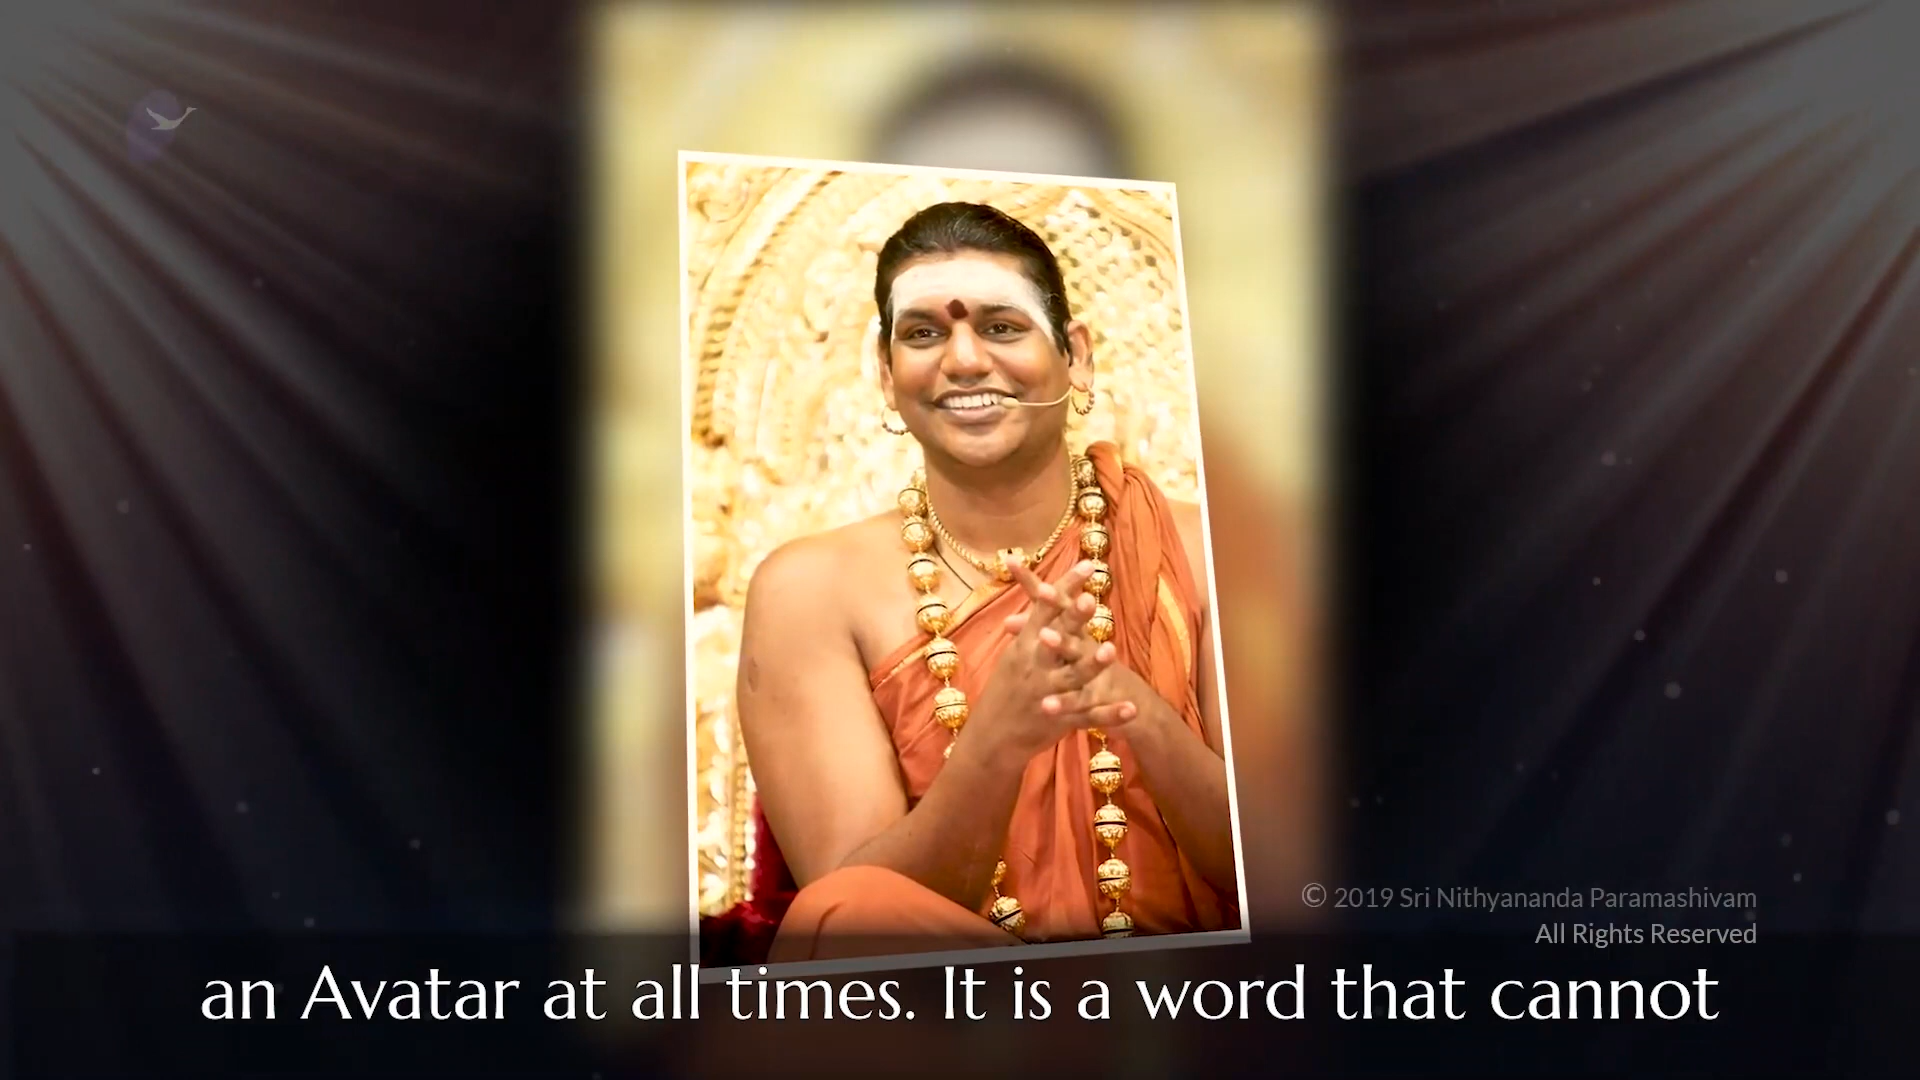 © 2019 Sri Nithyananda Paramashivam
All Rights Reserved
an Avatar at all times. It is a word that cannot